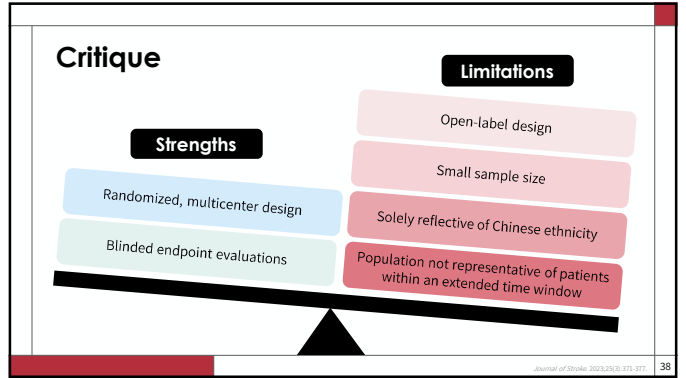 Critique
Strengths
Randomized, multicenter design
Blinded endpoint evaluations
Limitations
Open-label design
Small sample size
Solely reflective of Chinese ethnicity
Population not representative of patients
within an extended time window
Journal of Stroke. 2023;25(3):371-377.
38